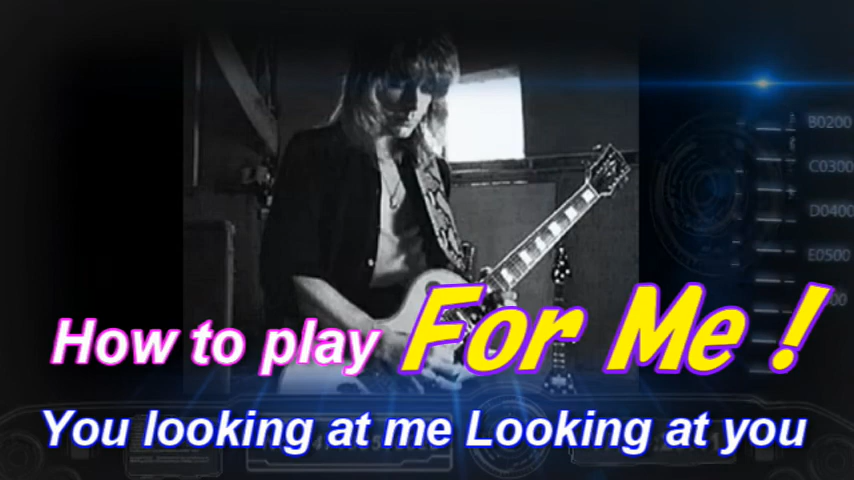 B0200
C0300
D0400
E0500
How to play For Me !
You looking at me Looking at you